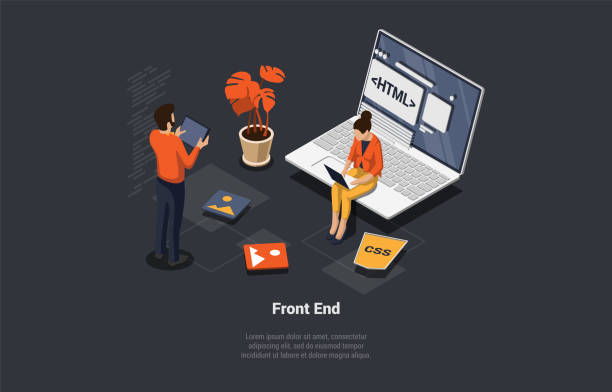 <HTML>
CSS
Front End
Lorem ipsum dolor sit amet, consectetur
adipiscing elit, sed do eiusmod tempor
incididunt ut labore et dolore magna aliqua.